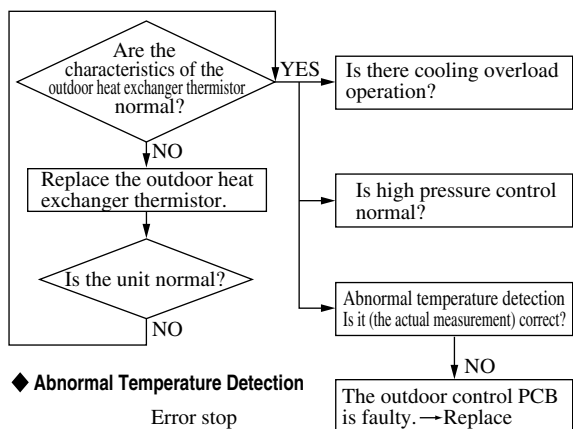 Are the
characteristics of the
outdoor heat exchanger thermistor
normal?
YES
Is there cooling overload
operation?
NO
Replace the outdoor heat
exchanger thermistor.
Is high pressure control
normal?
Is the unit normal?
NO
Abnormal temperature detection
Is it (the actual measurement) correct?
NO
◆ Abnormal Temperature Detection
Error stop
The outdoor control PCB
is faulty. → Replace